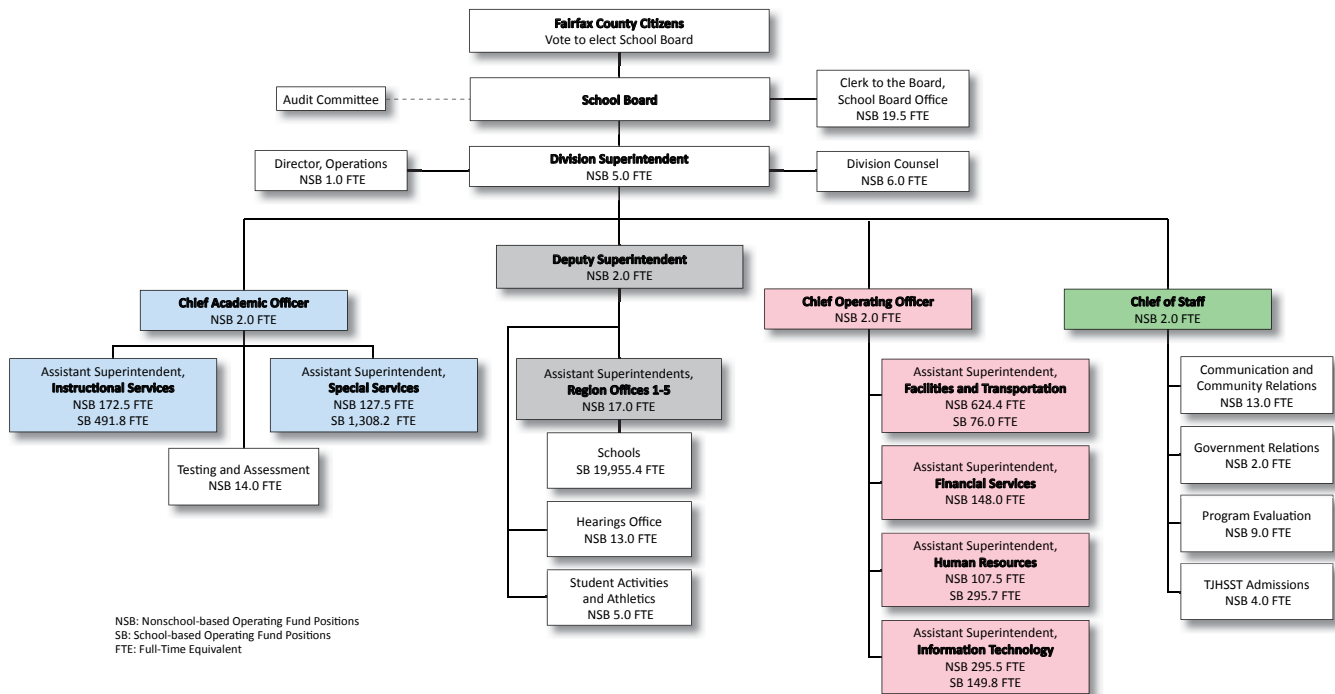 Fairfax County Citizens
Vote to elect School Board
Audit Committee
School Board
Clerk to the Board,
School Board Office
NSB 19.5 FTE
Director, Operations
NSB 1.0 FTE
Division Superintendent
NSB 5.0 FTE
Division Counsel
NSB 6.0 FTE
Deputy Superintendent
NSB 2.0 FTE
Chief Academic Officer
NSB 2.0 FTE
Chief Operating Officer
NSB 2.0 FTE
Chief of Staff
NSB 2.0 FTE
Assistant Superintendent,
Instructional Services
NSB 172.5 FTE
SB 491.8 FTE
Assistant Superintendent,
Special Services
NSB 127.5 FTE
SB 1,308.2 FTE
Testing and Assessment
NSB 14.0 FTE
Assistant Superintendents,
Region Offices 1-5
NSB 17.0 FTE
Schools
SB 19,955.4 FTE
Hearings Office
NSB 13.0 FTE
Student Activities
and Athletics
NSB 5.0 FTE
Assistant Superintendent,
Facilities and Transportation
NSB 624.4 FTE
SB 76.0 FTE
Assistant Superintendent,
Financial Services
NSB 148.0 FTE
Assistant Superintendent,
Human Resources
NSB 107.5 FTE
SB 295.7 FTE
Assistant Superintendent,
Information Technology
NSB 295.5 FTE
SB 149.8 FTE
Communication and
Community Relations
NSB 13.0 FTE
Government Relations
NSB 2.0 FTE
Program Evaluation
NSB 9.0 FTE
TJHSST Admissions
NSB 4.0 FTE
NSB: Nonschool-based Operating Fund Positions
SB: School-based Operating Fund Positions
FTE: Full-Time Equivalent